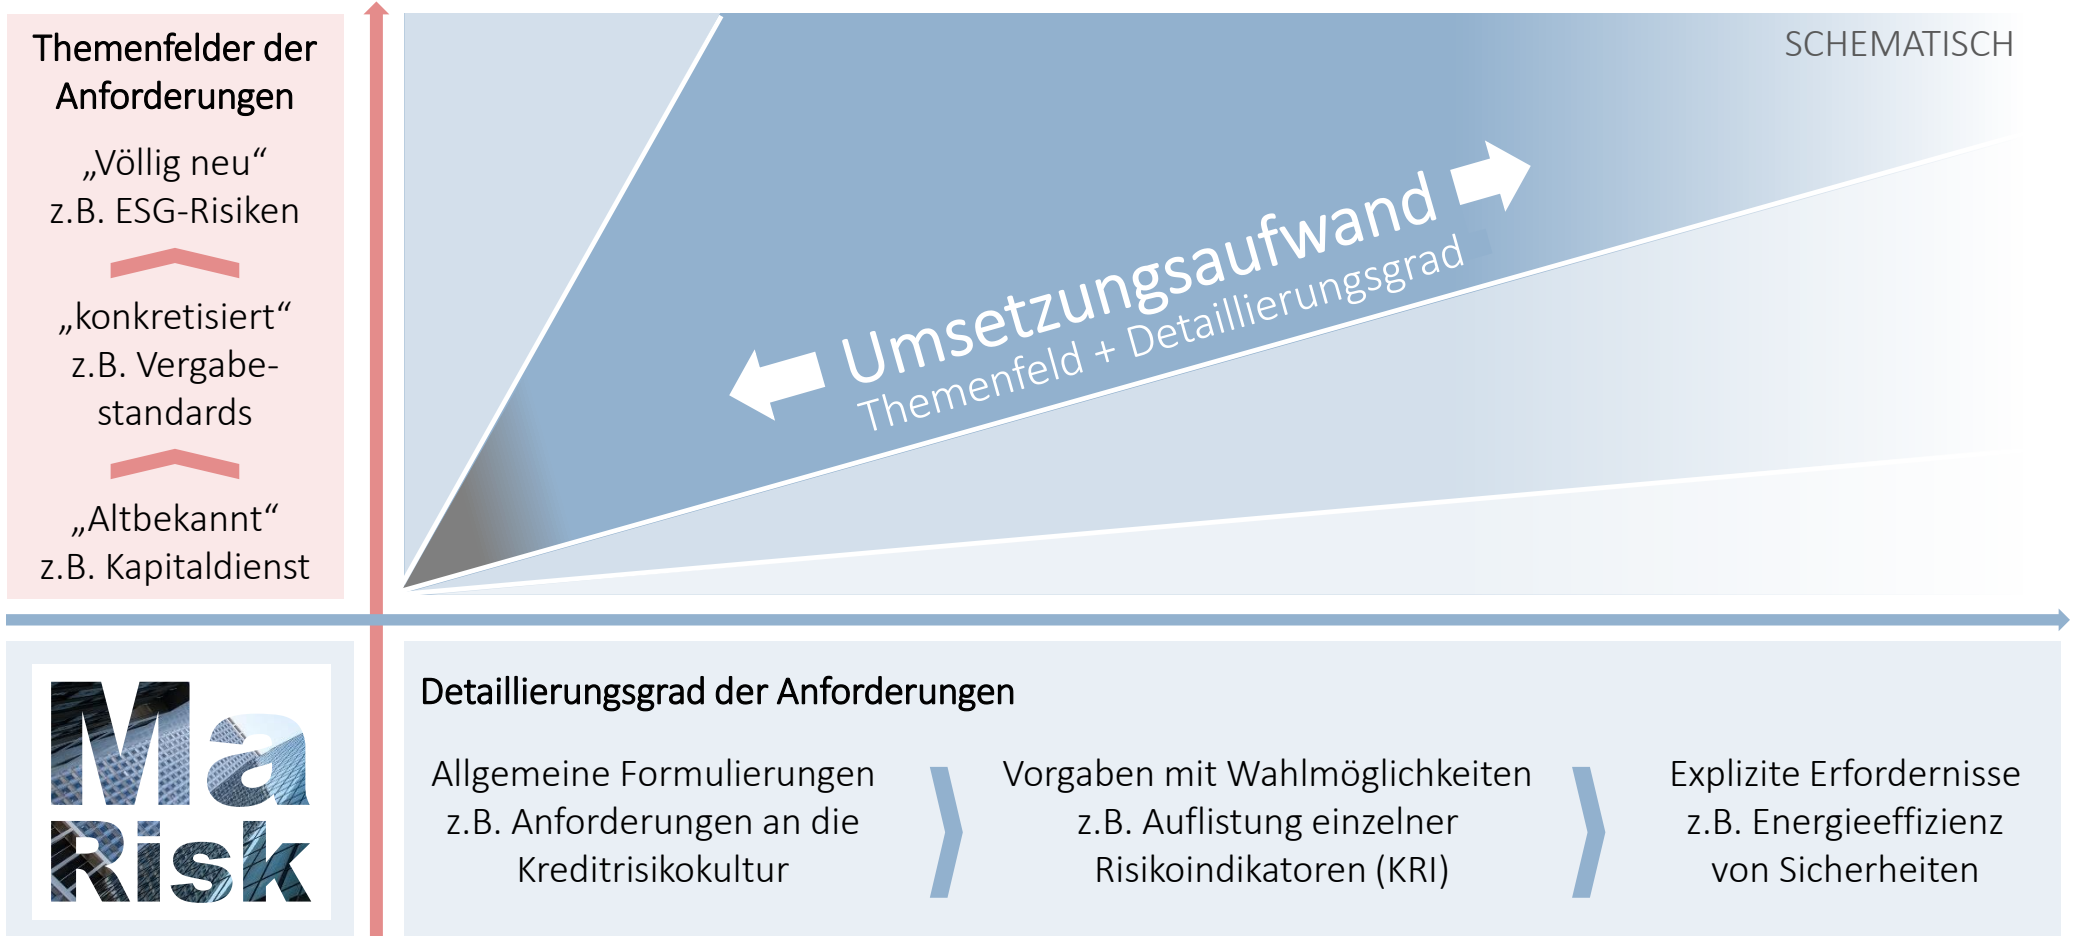 Themenfelder der
Anforderungen
„Völlig neu“
z.B. ESG-Risiken
„konkretisiert“
z.B. Vergabe-
standards
„Altbekannt“
z.B. Kapitaldienst
SCHEMATISCH
Umsetzungsaufwand
Themenfeld + Detaillierungsgrad
Ma
Risk
Detaillierungsgrad der Anforderungen
Allgemeine Formulierungen
z.B. Anforderungen an die
Kreditrisikokultur
Vorgaben mit Wahlmöglichkeiten
z.B. Auflistung einzelner
Risikoindikatoren (KRI)
Explizite Erfordernisse
z.B. Energieeffizienz
von Sicherheiten